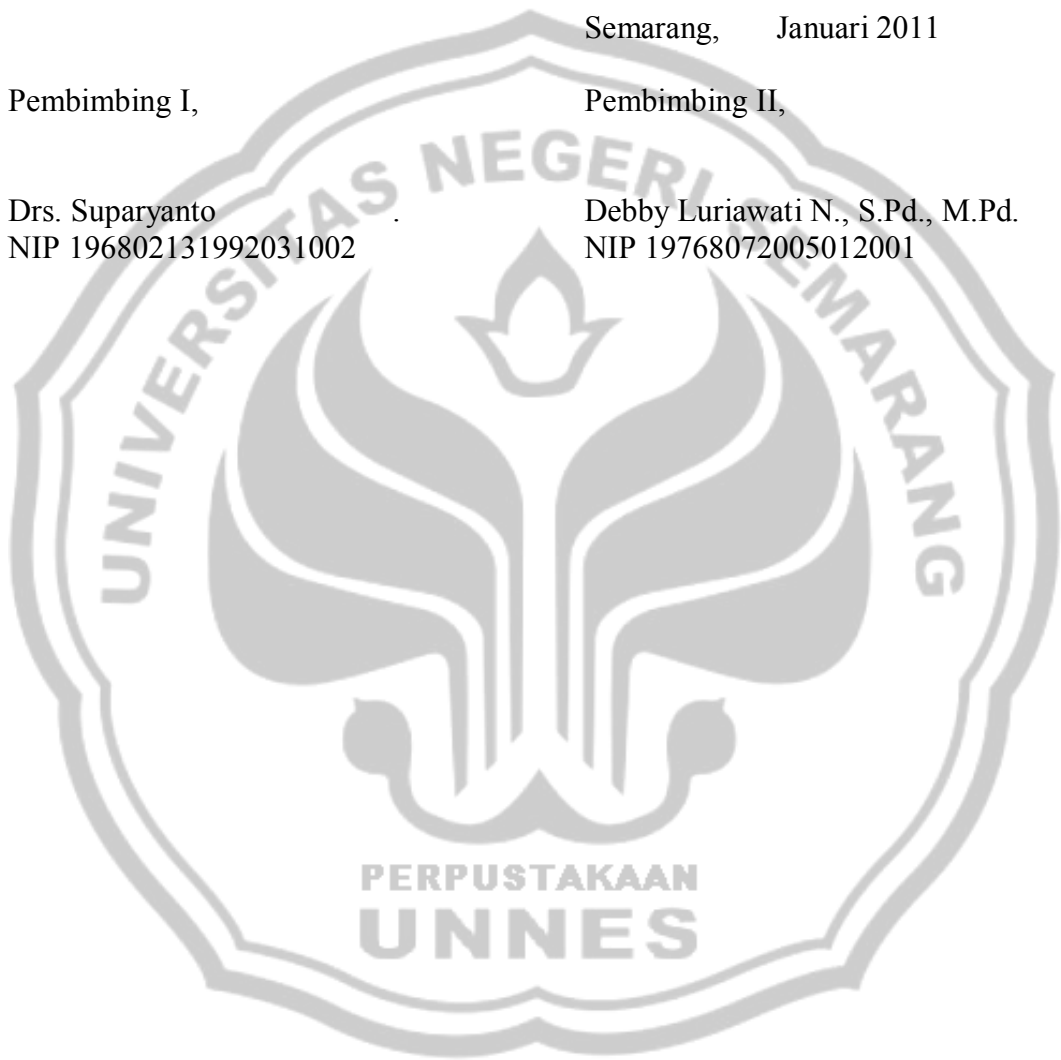 Semarang, Januari 2011
Pembimbing I, Pembimbing II,
Drs. Suparyanto . Debby Luriawati N., S.Pd., M.Pd.
NIP 196802131992031002 NIP 19768072005012001
UNIVERSITAS NEGERI SEMARANG
PERPUSTAKAAN
UNNES